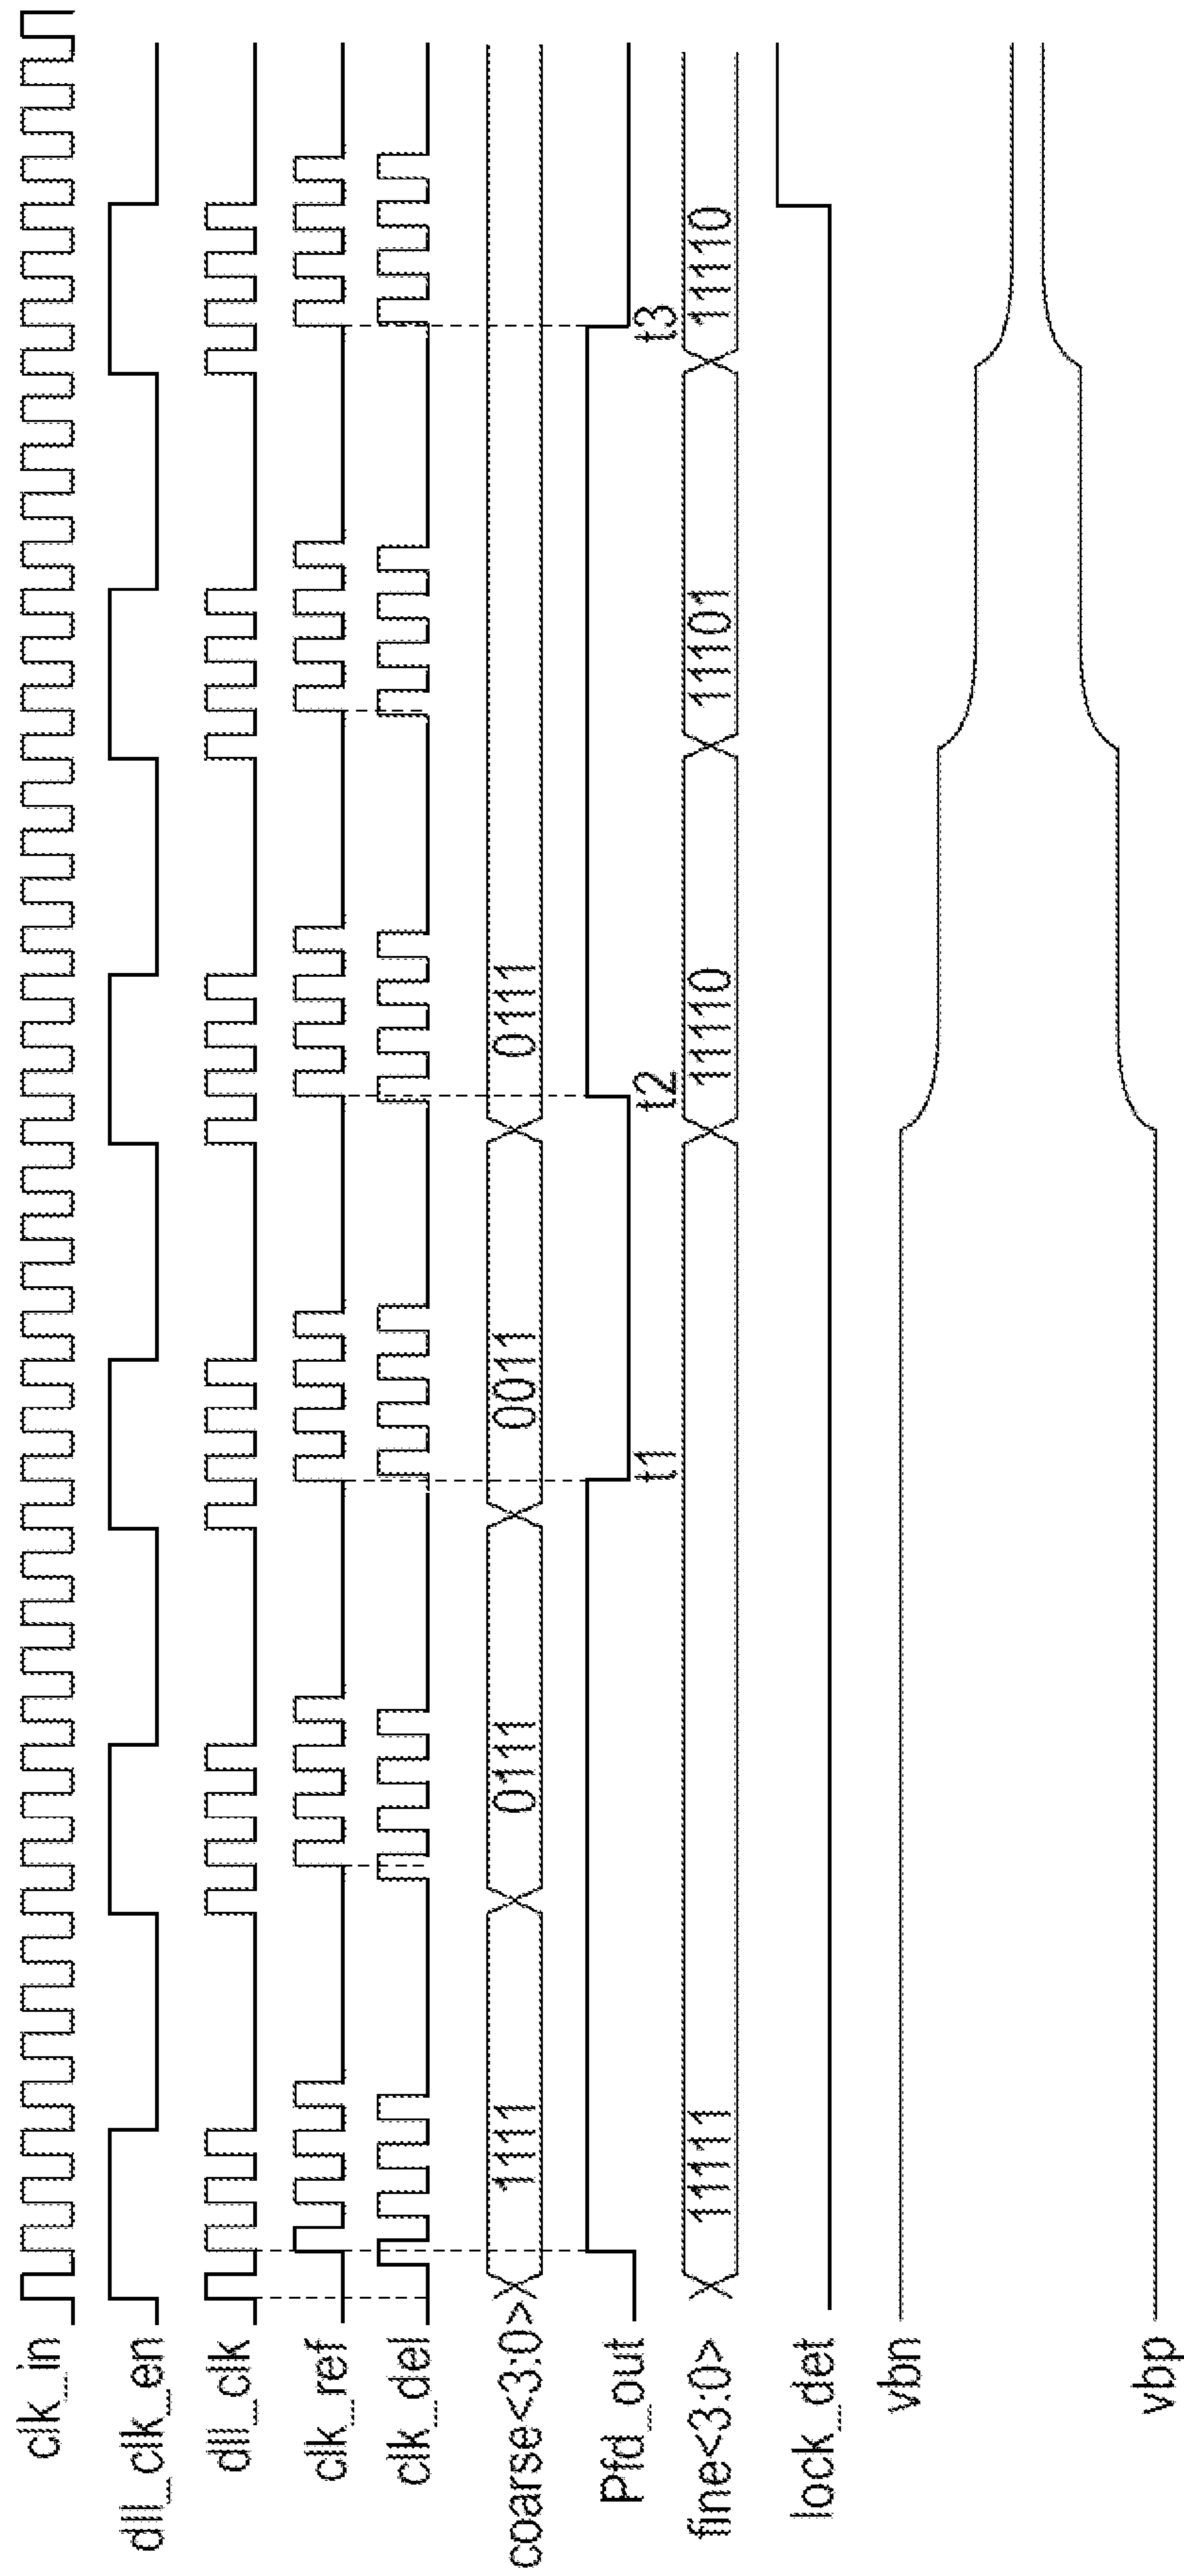 clk_in
dll_clk_en
dll_clk
clk_ref
clk_del
coarse<3:0> 1111 0111 0011 0111
Pfd_out t1 t2 t3
fine<3:0> 11111 11110 11101 11110
lock_det
vbn
vbp